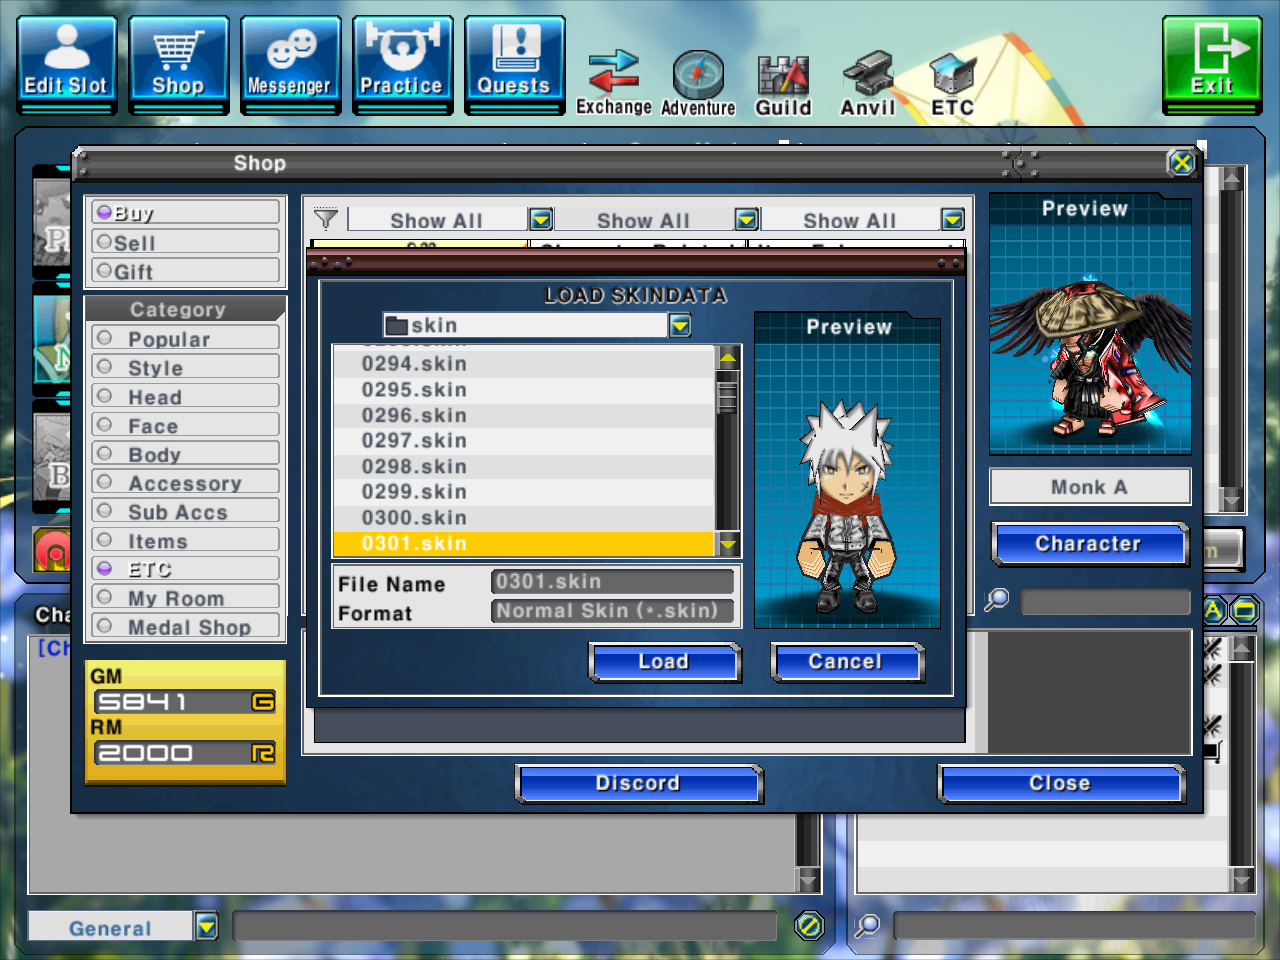 Edit Slot
Shop
Messenger
Practice
Quests
Exchange
Adventure
Guild
Anvil
ETC
Exit
Shop
Buy
Sell
Gift
Category
Popular
Style
Head
Face
Body
Accessory
Sub Accs
Items
ETC
My Room
Medal Shop
GM
5841 G
RM
2000 R
Show All
Show All
Show All
LOAD SKINDATA
skin
0294.skin
0295.skin
0296.skin
0297.skin
0298.skin
0299.skin
0300.skin
0301.skin
File Name
0301.skin
Format
Normal Skin (*.skin)
Preview
Load
Cancel
Preview
Monk A
Character
Discord
Close
Cha
[Ch
A
General